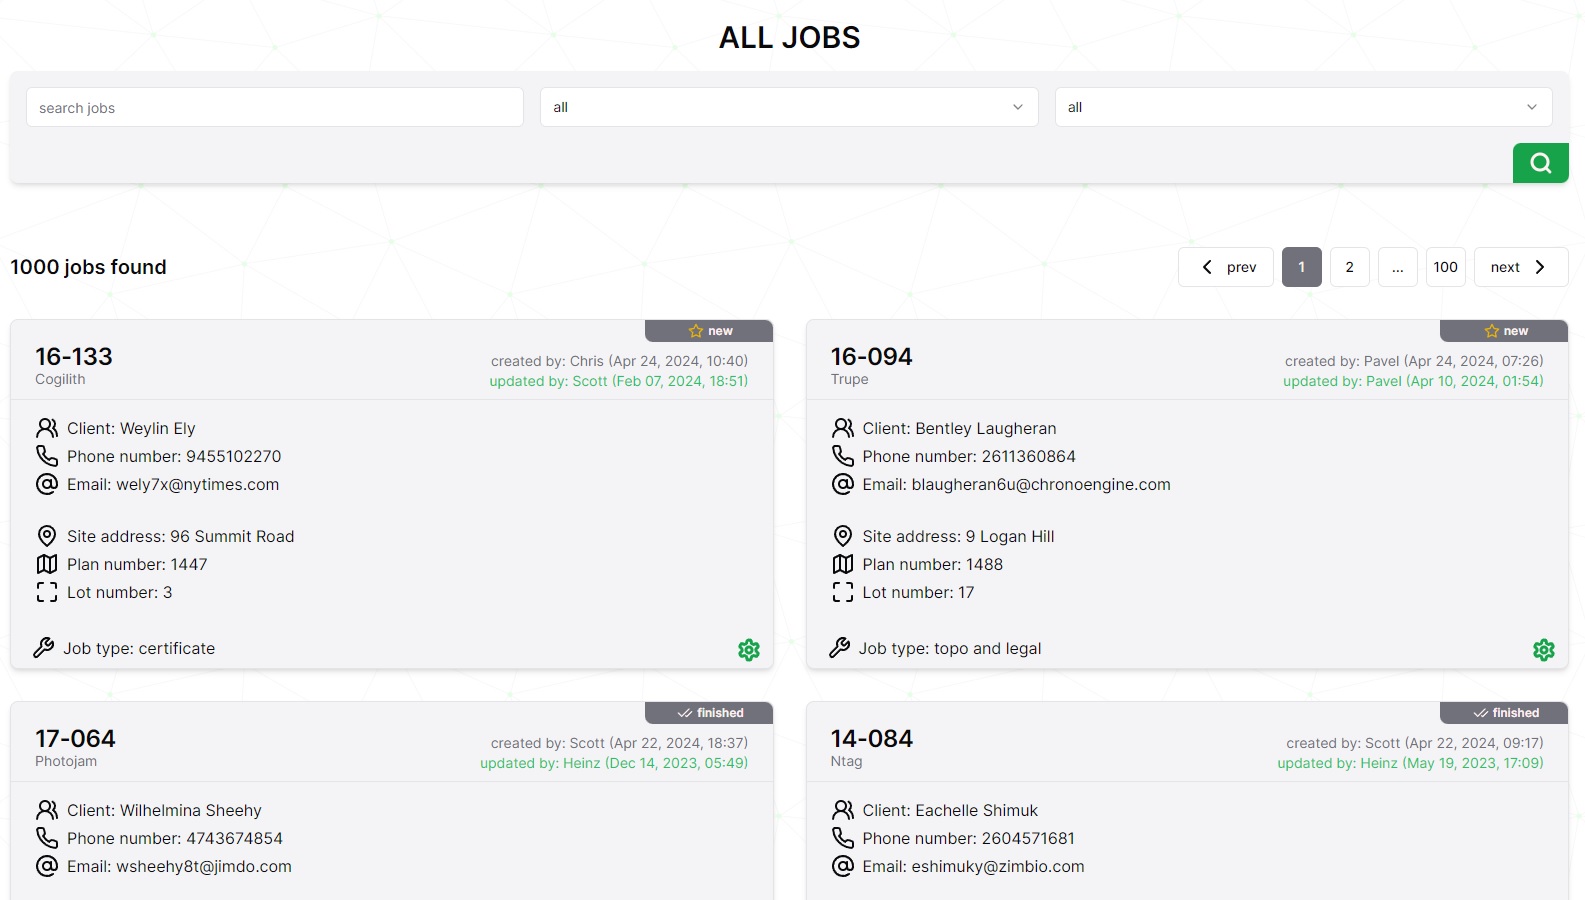 ALL JOBS
search jobs
all
all
1000 jobs found
prev
1
2
...
100
next
new
16-133
Cogilith
created by: Chris (Apr 24, 2024, 10:40)
updated by: Scott (Feb 07, 2024, 18:51)
Client: Weylin Ely
Phone number: 9455102270
Email: wely7x@nytimes.com
Site address: 96 Summit Road
Plan number: 1447
Lot number: 3
Job type: certificate
new
16-094
Trupe
created by: Pavel (Apr 24, 2024, 07:26)
updated by: Pavel (Apr 10, 2024, 01:54)
Client: Bentley Laugheran
Phone number: 2611360864
Email: blaugheran6u@chronoengine.com
Site address: 9 Logan Hill
Plan number: 1488
Lot number: 17
Job type: topo and legal
finished
17-064
Photojam
created by: Scott (Apr 22, 2024, 18:37)
updated by: Heinz (Dec 14, 2023, 05:49)
Client: Wilhelmina Sheehy
Phone number: 4743674854
Email: wsheehy8t@jimdo.com
finished
14-084
Ntag
created by: Scott (Apr 22, 2024, 09:17)
updated by: Heinz (May 19, 2023, 17:09)
Client: Eachelle Shimuk
Phone number: 2604571681
Email: eshimuky@zimbio.com